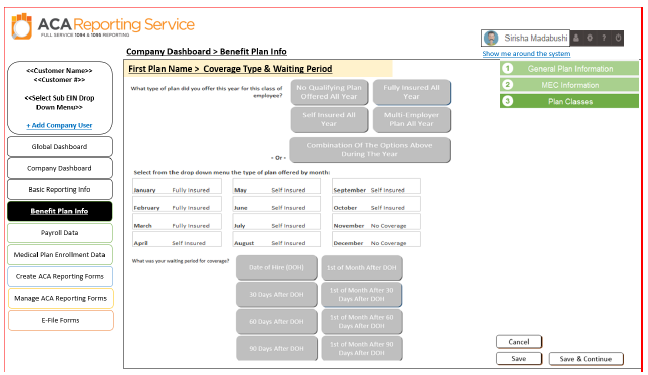 ACA Reporting Service
FULL SERVICE 1094 & 1095 REPORTING
Sirisha Madabushi
Company Dashboard > Benefit Plan Info
Show me around the system
<<Customer Name>>
<<Customer #>>
<<Select Sub EIN Drop
Down Menu>>
+ Add Company User
Global Dashboard
Company Dashboard
Basic Reporting Info
Benefit Plan Info
Payroll Data
Medical Plan Enrollment Data
Create ACA Reporting Forms
Manage ACA Reporting Forms
E-File Forms
First Plan Name > Coverage Type & Waiting Period
What type of plan did you offer this year for this class of
employee?
No Qualifying Plan
Offered All Year
Fully Insured All
Year
Self Insured All
Year
Multi-Employer
Plan All Year
- Or -
Combination Of The Options Above
During The Year
Select from the drop down menu the type of plan offered by month:
January Fully Insured May Self Insured September Self Insured
February Fully Insured June Self Insured October Self Insured
March Fully Insured July Self Insured November No Coverage
April Self Insured August Self Insured December No Coverage
What was your waiting period for coverage?
Date of Hire (DOH)
1st of Month After DOH
30 Days After DOH
1st of Month After 30
Days After DOH
60 Days After DOH
1st of Month After 60
Days After DOH
90 Days After DOH
1st of Month After 90
Days After DOH
1 General Plan Information
2 MEC Information
3 Plan Classes
Cancel
Save
Save & Continue